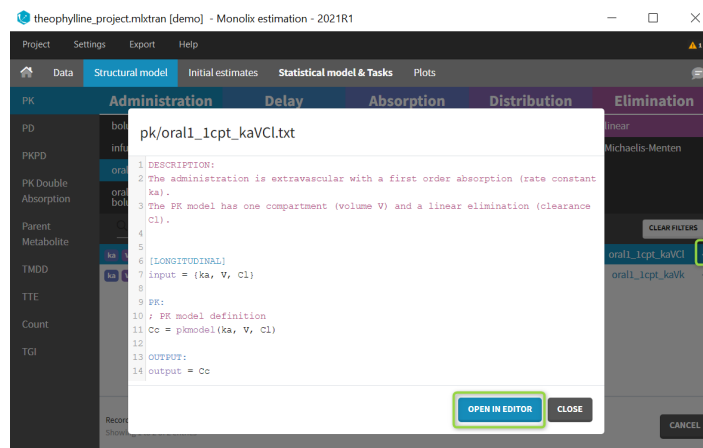 theophylline_project.mlxtran [demo] - Monolix estimation - 2021R1
Project Settings Export Help
Data Structural model Initial estimates Statistical model & Tasks Plots
PK Administration Delay Absorption Distribution Elimination
PD
linear
Michaelis-Menten
PKPD
PK Double
Absorption
Parent
Metabolite
TMDD
TTE
Count
TGI
pk/oral1_1cpt_kaVCl.txt
1 DESCRIPTION:
2 The administration is extravascular with a first order absorption (rate constant
ka).
3 The PK model has one compartment (volume V) and a linear elimination (clearance
Cl).
4
5
6 [LONGITUDINAL]
7 input = {ka, V, Cl}
8
9 PK:
10 ; PK model definition
11 Cc = pkmodel(ka, V, Cl)
12
13 OUTPUT:
14 output = Cc
CLEAR FILTERS
ka
oral1_1cpt_kaVCl
ka
oral1_1cpt_kaVk
OPEN IN EDITOR CLOSE
CANCEL